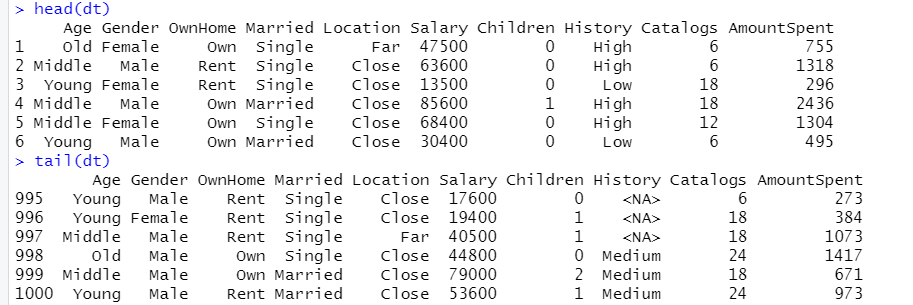 > head(dt)
     Age Gender OwnHome Married Location Salary Children History Catalogs AmountSpent
1    Old Female     Own  Single      Far  47500        0    High        6         755
2 Middle   Male    Rent  Single    Close  63600        0    High        6        1318
3  Young Female    Rent  Single    Close  13500        0     Low       18         296
4 Middle   Male     Own Married    Close  85600        1    High       18        2436
5 Middle Female     Own  Single    Close  68400        0    High       12        1304
6  Young   Male     Own Married    Close  30400        0     Low        6         495
> tail(dt)
        Age Gender OwnHome Married Location Salary Children History Catalogs AmountSpent
995   Young   Male    Rent  Single    Close  17600        0    <NA>        6         273
996   Young Female    Rent  Single    Close  19400        1    <NA>       18         384
997  Middle   Male    Rent  Single      Far  40500        1    <NA>       18        1073
998     Old   Male     Own  Single    Close  44800        0  Medium       24        1417
999  Middle   Male     Own Married    Close  79000        2  Medium       18         671
1000  Young   Male    Rent Married    Close  53600        1  Medium       24         973